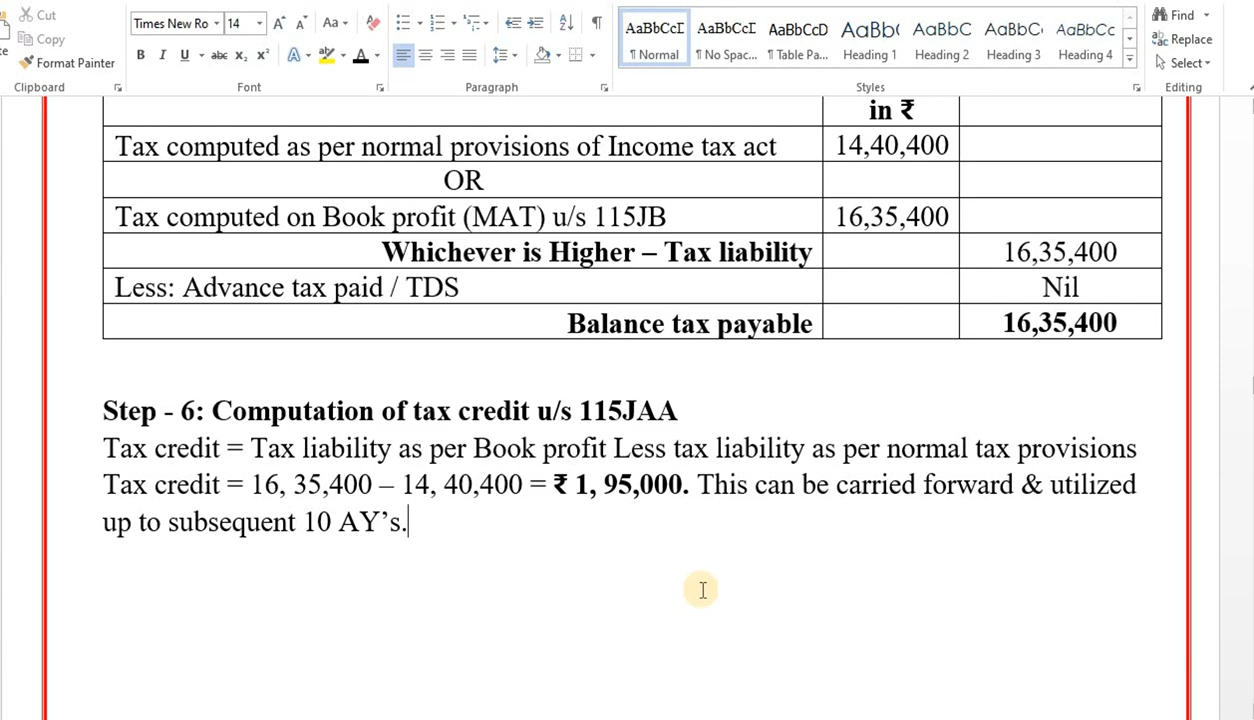 Cut
Times New Ro
14
Aa
AaBbCcI
AaBbCcI
AaBbCcD
AaBb(
AaBbC
AaBbC
AaBbCc
Find
Copy
Replace
Format Painter
B I U abc x₂ x² A ab A
¶ Normal
¶ No Spac...
¶ Table Pa...
Heading 1
Heading 2
Heading 3
Heading 4
Select
Clipboard
Font
Paragraph
Styles
Editing
in ₹
Tax computed as per normal provisions of Income tax act 14,40,400
OR
Tax computed on Book profit (MAT) u/s 115JB 16,35,400
Whichever is Higher – Tax liability 16,35,400
Less: Advance tax paid / TDS Nil
Balance tax payable 16,35,400
Step - 6: Computation of tax credit u/s 115JAA
Tax credit = Tax liability as per Book profit Less tax liability as per normal tax provisions
Tax credit = 16, 35,400 – 14, 40,400 = ₹ 1, 95,000. This can be carried forward & utilized
up to subsequent 10 AY’s.